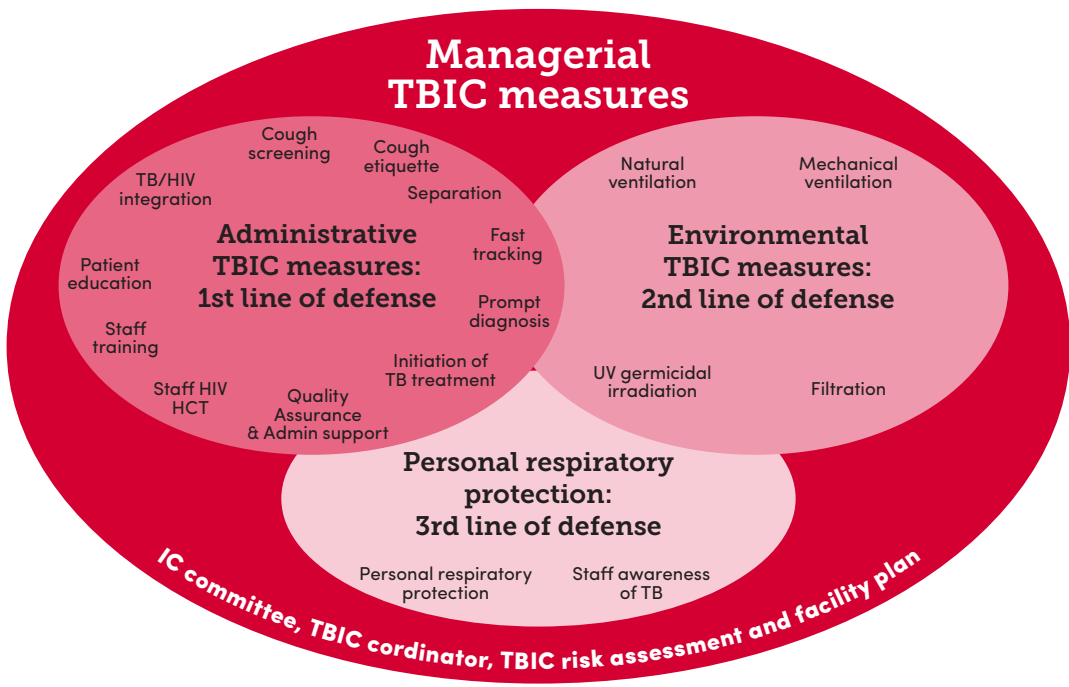 Managerial
TBIC measures
Cough
screening
Cough
etiquette
Separation
TB/HIV
integration
Administrative
TBIC measures:
1st line of defense
Fast
tracking
Patient
education
Prompt
diagnosis
Staff
training
Initiation of
TB treatment
Staff HIV
HCT
Quality
Assurance
& Admin support
Natural
ventilation
Mechanical
ventilation
Environmental
TBIC measures:
2nd line of defense
UV germicidal
irradiation
Filtration
Personal respiratory
protection:
3rd line of defense
Personal respiratory
protection
Staff awareness
of TB
IC committee, TBIC cordinator, TBIC risk assessment and facility plan